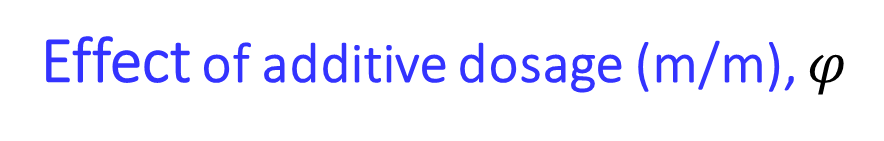 Effect of additive dosage (m/m), φ